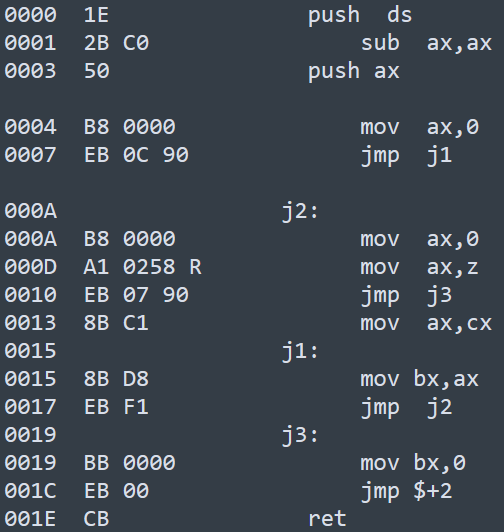 0000 1E push ds
0001 2B C0 sub ax,ax
0003 50 push ax
0004 B8 0000 mov ax,0
0007 EB 0C 90 jmp j1
000A j2:
000A B8 0000 mov ax,0
000D A1 0258 R mov ax,z
0010 EB 07 90 jmp j3
0013 8B C1 mov ax,cx
0015 j1:
0015 8B D8 mov bx,ax
0017 EB F1 jmp j2
0019 j3:
0019 BB 0000 mov bx,0
001C EB 00 jmp $+2
001E CB ret